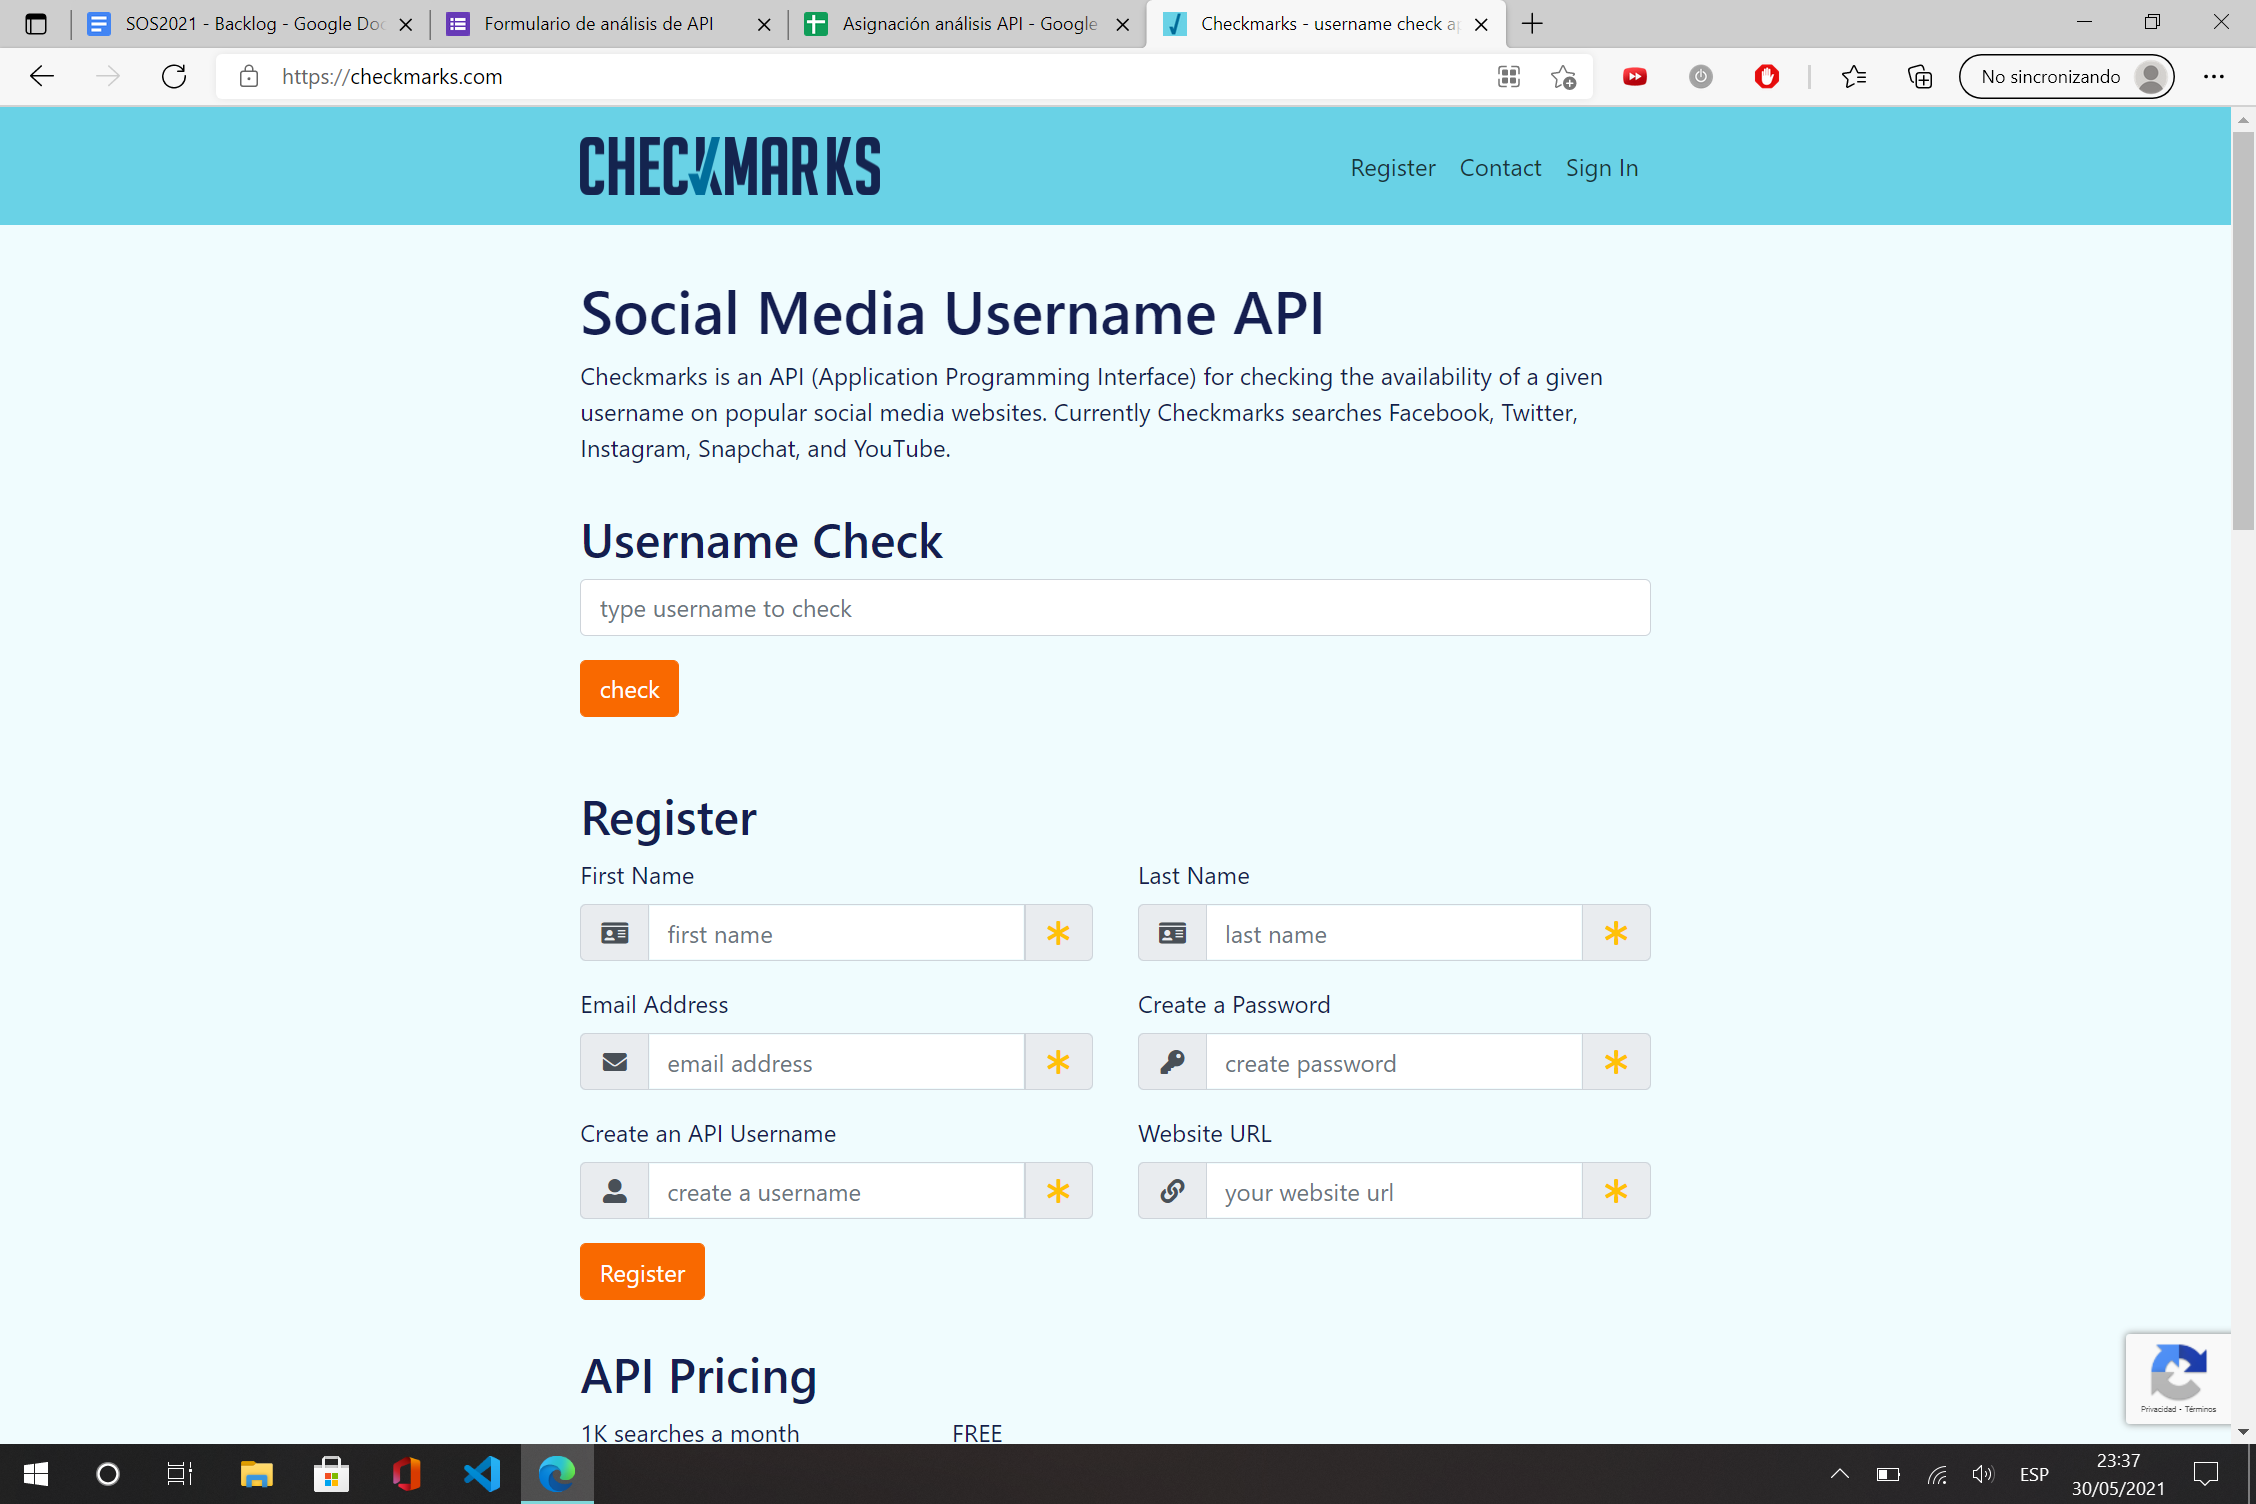 SOS2021 - Backlog - Google Doc
Formulario de análisis de API
Asignación análisis API - Google
Checkmarks - username check ap
https://checkmarks.com
No sincronizando
CHECKMARKS
Register
Contact
Sign In
Social Media Username API
Checkmarks is an API (Application Programming Interface) for checking the availability of a given
username on popular social media websites. Currently Checkmarks searches Facebook, Twitter,
Instagram, Snapchat, and YouTube.
Username Check
type username to check
check
Register
First Name
Last Name
first name
last name
Email Address
Create a Password
email address
create password
Create an API Username
Website URL
create a username
your website url
Register
API Pricing
1K searches a month
FREE
Privacidad - Términos
ESP
23:37
30/05/2021